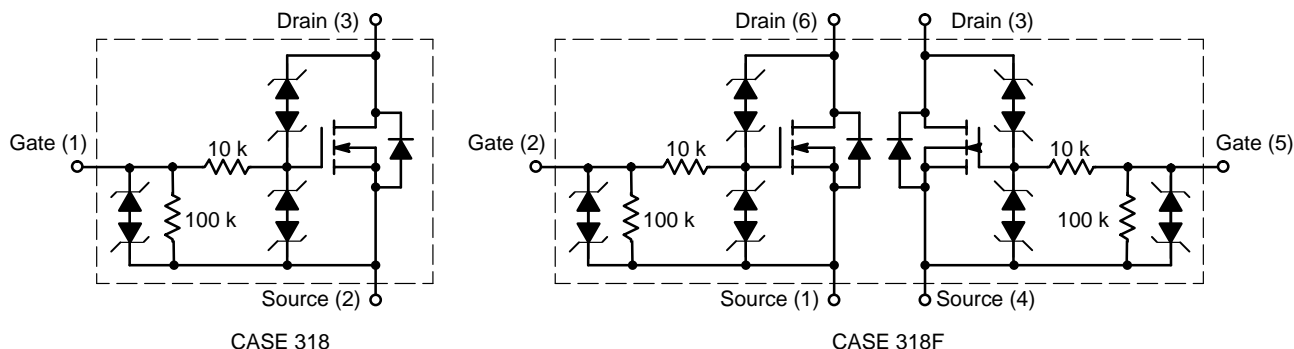 Drain (3)
Gate (1)
10 k
100 k
Source (2)
CASE 318
Drain (6)
Drain (3)
Gate (2)
10 k
10 k
Gate (5)
100 k
100 k
Source (1)
Source (4)
CASE 318F